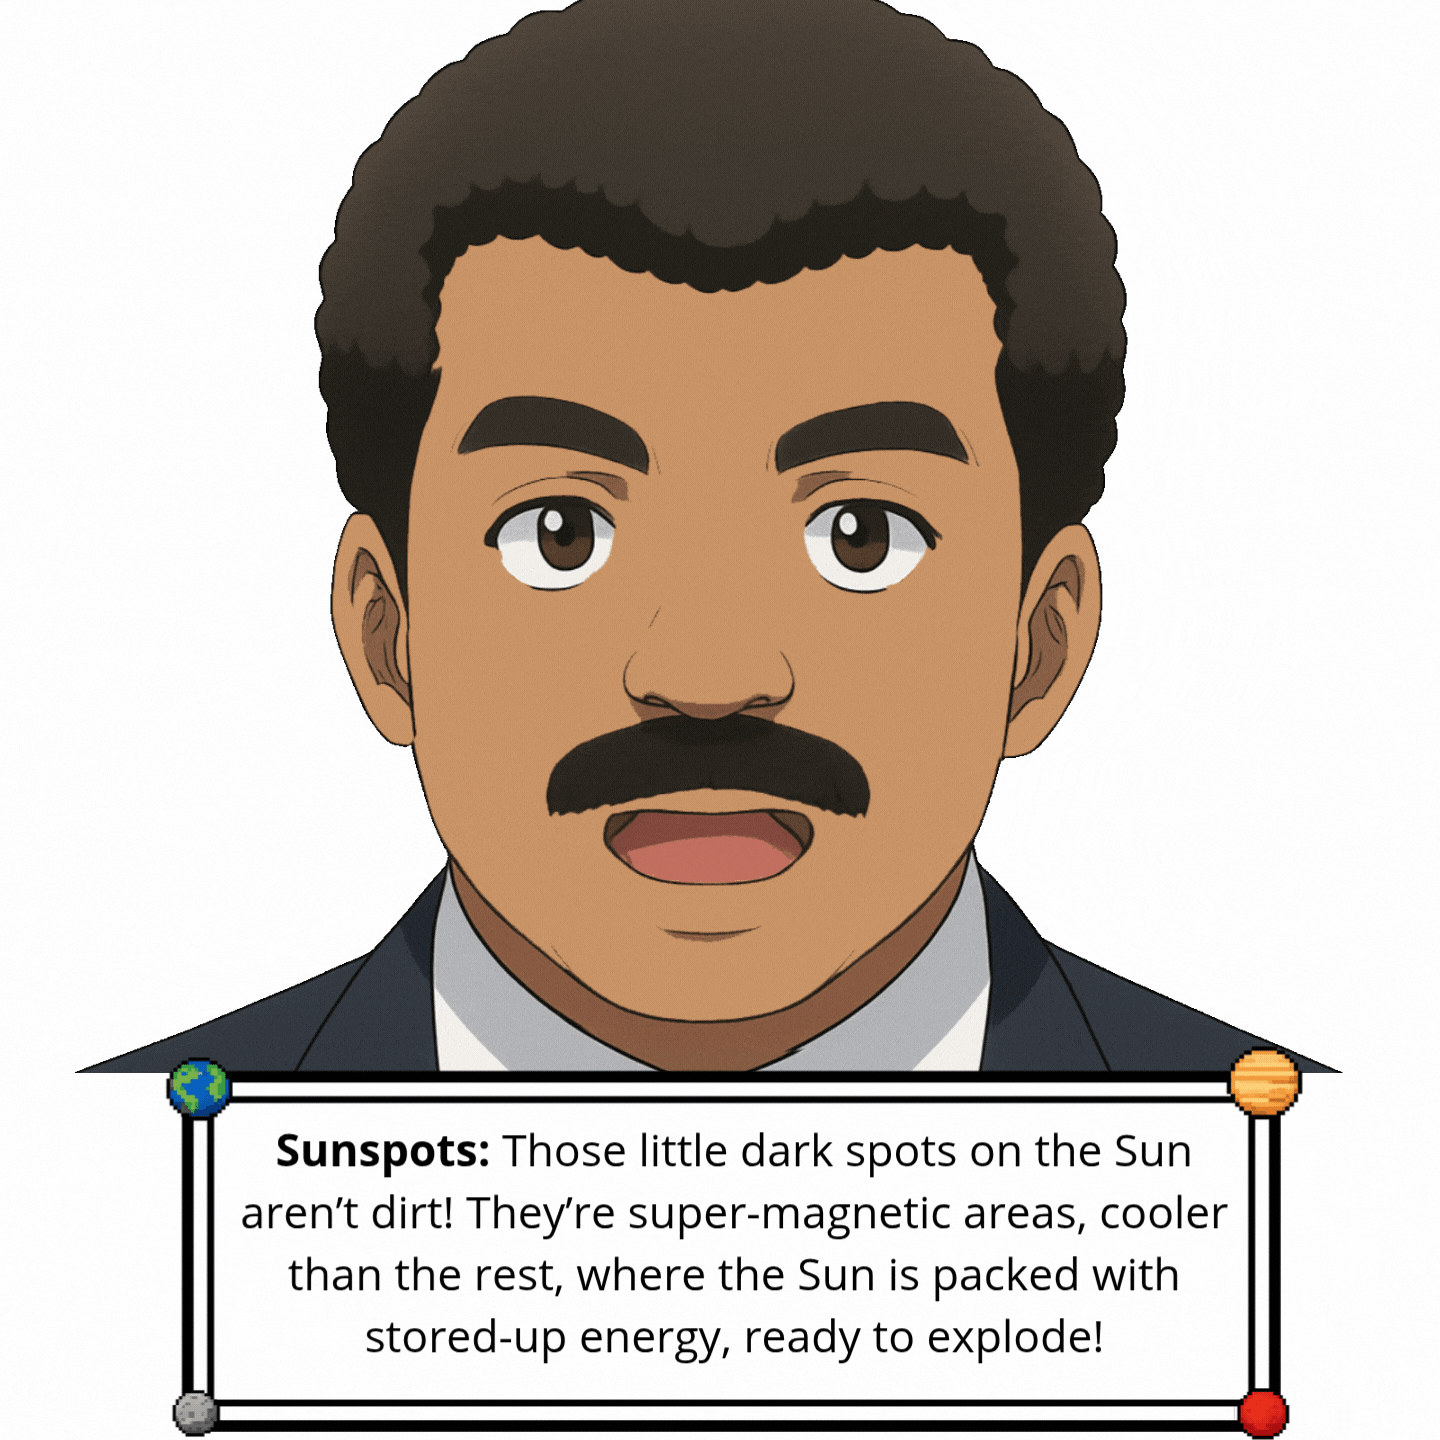 Sunspots: Those little dark spots on the Sun
aren’t dirt! They’re super-magnetic areas, cooler
than the rest, where the Sun is packed with
stored-up energy, ready to explode!